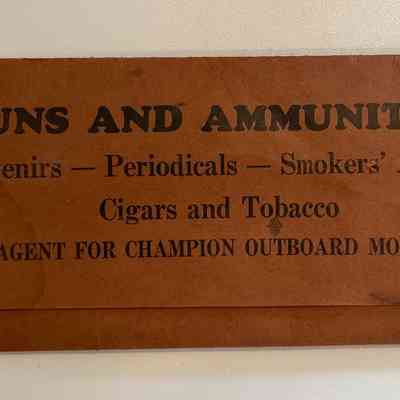 UNS AND AMMUNIT
enirs — Periodicals — Smokers'
Cigars and Tobacco
AGENT FOR CHAMPION OUTBOARD MO